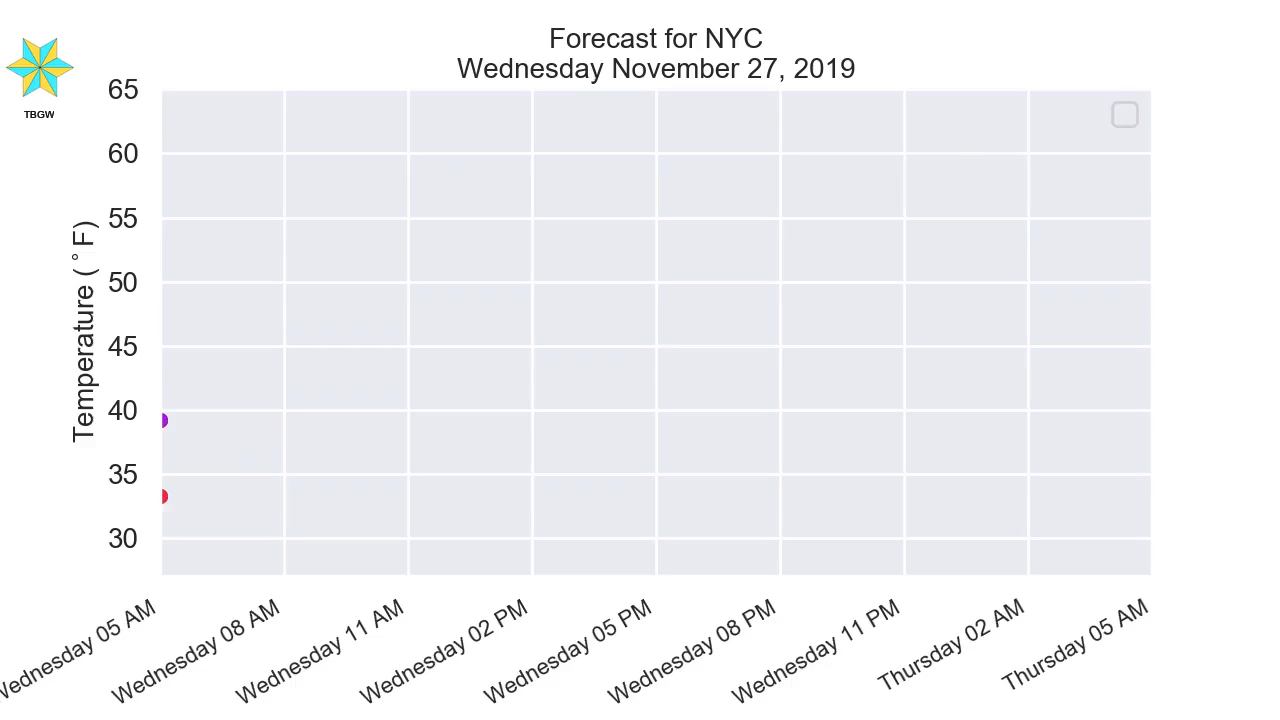 Forecast for NYC
Wednesday November 27, 2019
TBGW
Temperature (˚F)
65
60
55
50
45
40
35
30
Wednesday 05 AM
Wednesday 08 AM
Wednesday 11 AM
Wednesday 02 PM
Wednesday 05 PM
Wednesday 08 PM
Wednesday 11 PM
Thursday 02 AM
Thursday 05 AM